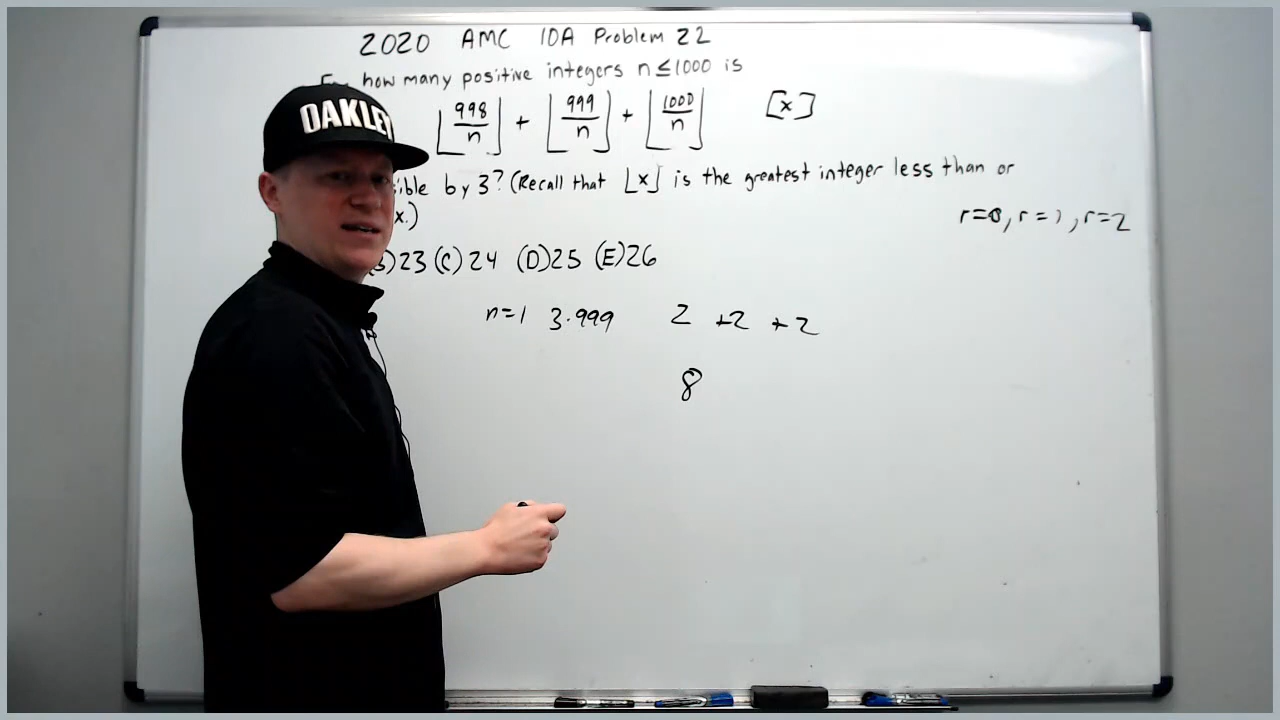 2020 AMC 10A Problem 22
how many positive integers n≤1000 is
⌊998/n⌋ + ⌊999/n⌋ + ⌊1000/n⌋ [x]
by 3? (Recall that ⌊x⌋ is the greatest integer less than or
x.)
r=0, r=1, r=2
)23 (C) 24 (D) 25 (E) 26
n=1 3·999 2 +2 +2
8
OAKLEY